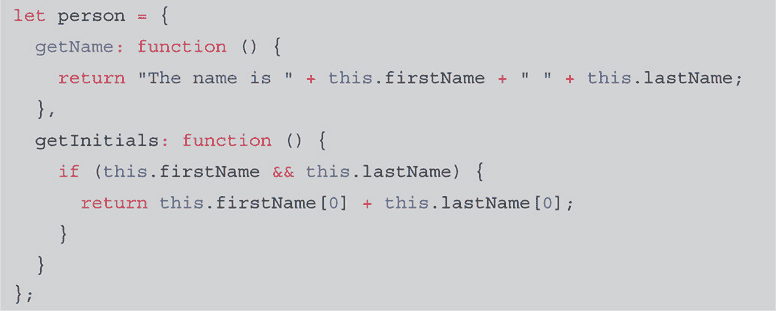 let person = {
  getName: function () {
    return "The name is " + this.firstName + " " + this.lastName;
  },
  getInitials: function () {
    if (this.firstName && this.lastName) {
      return this.firstName[0] + this.lastName[0];
    }
  }
};